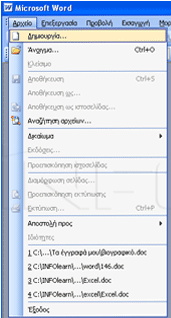 Microsoft Word
Αρχείο Επεξεργασία Προβολή Εισαγωγή Μορ
Δημιουργία...
Άνοιγμα... Ctrl+O
Κλείσιμο
Αποθήκευση Ctrl+S
Αποθήκευση ως...
Αποθήκευση ως ιστοσελίδας...
Αναζήτηση αρχείων...
Δικαίωμα
Εκδόσεις...
Προεπισκόπηση ιστοσελίδας
Διαμόρφωση σελίδας...
Προεπισκόπηση εκτύπωσης
Εκτύπωση... Ctrl+P
Αποστολή προς
Ιδιότητες
1 C:\...\Τα έγγραφά μου\βιογραφικό.doc
2 C:\INFOlearn\...\word\146.doc
3 C:\INFOlearn\...\Excel.doc
4 C:\INFOlearn\...\excel\Excel.doc
Έξοδος